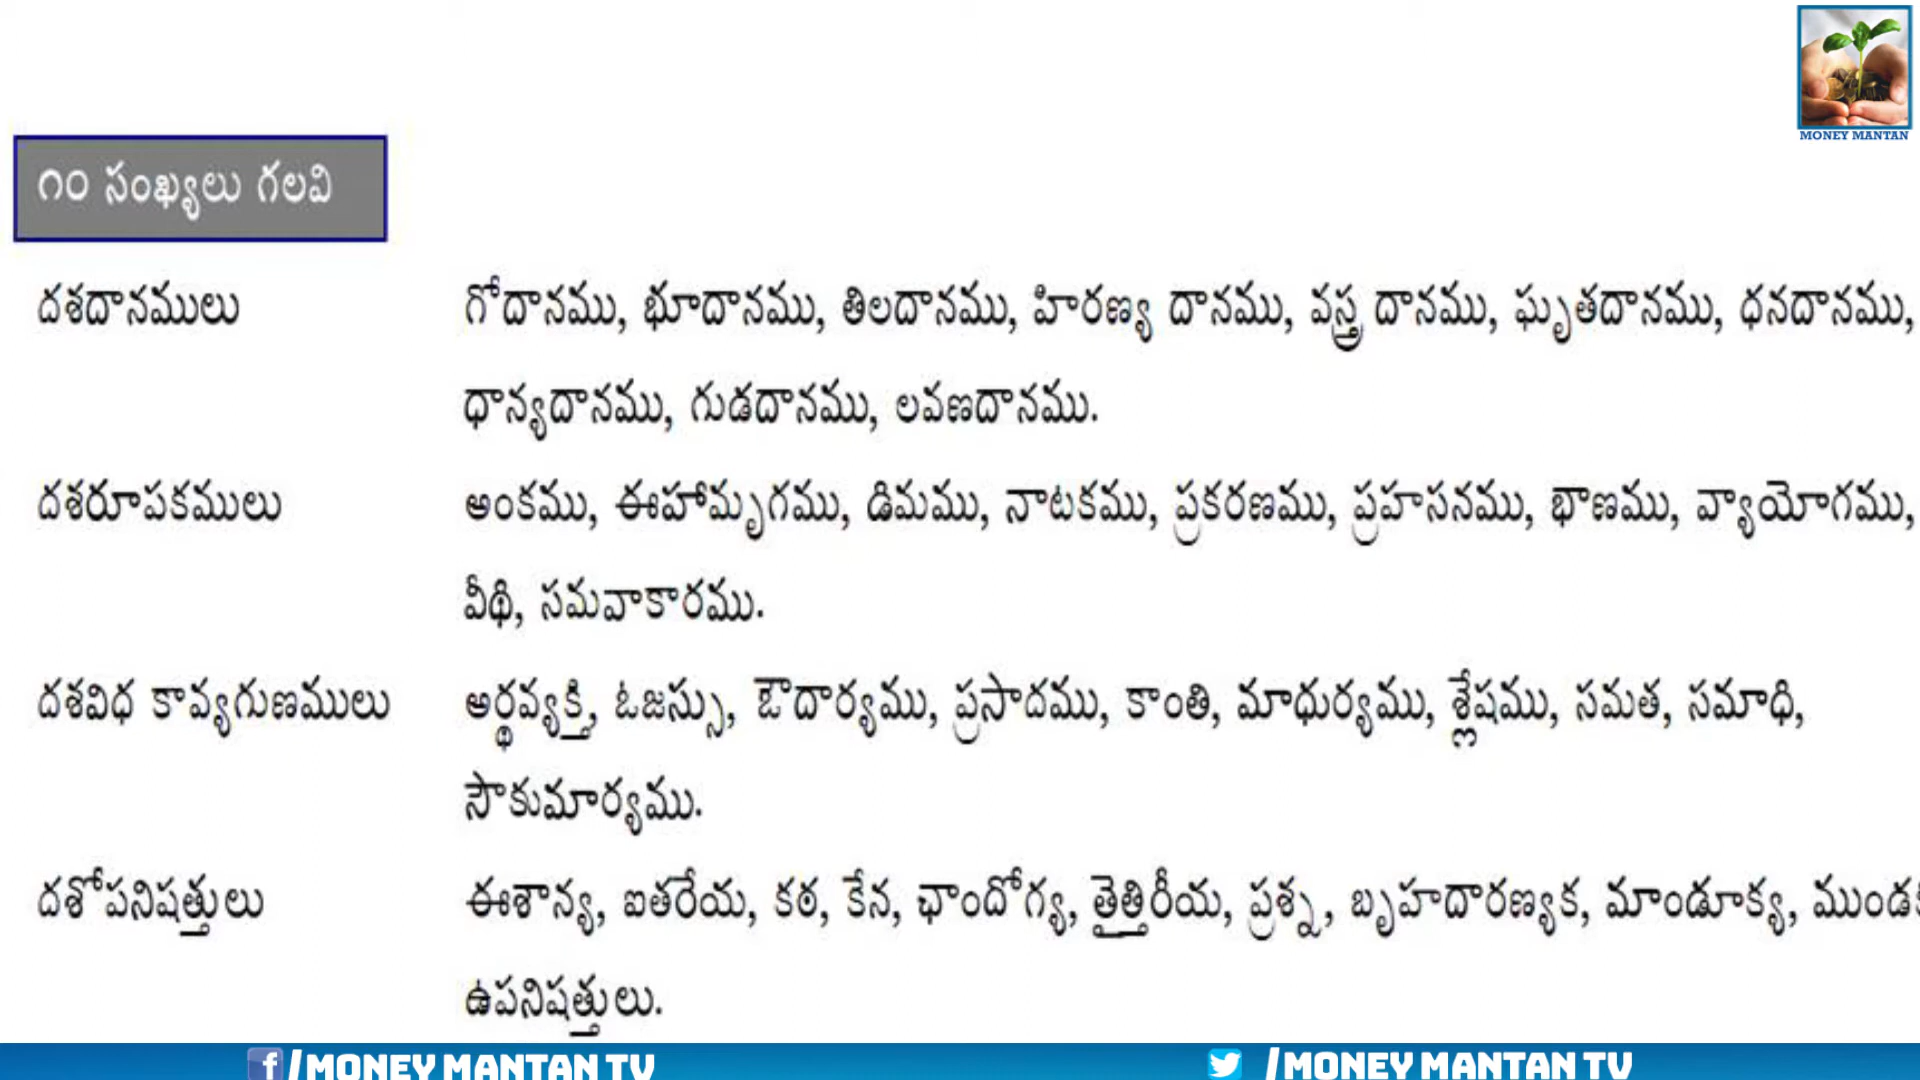 MONEY MANTAN
౧౦ సంఖ్యలు గలవి
దశదానములు గోదానము, భూదానము, తిలదానము, హిరణ్య దానము, వస్త్ర దానము, ఘృతదానము, ధనదానము,
ధాన్యదానము, గుడదానము, లవణదానము.
దశరూపకములు అంకము, ఈహామృగము, డిమము, నాటకము, ప్రకరణము, ప్రహసనము, భాణము, వ్యాయోగము,
వీథి, సమవాకారము.
దశవిధ కావ్యగుణములు అర్థవ్యక్తి, ఓజస్సు, ఔదార్యము, ప్రసాదము, కాంతి, మాధుర్యము, శ్లేషము, సమత, సమాధి,
సౌకుమార్యము.
దశోపనిషత్తులు ఈశాన్య, ఐతరేయ, కఠ, కేన, ఛాందోగ్య, తైత్తిరీయ, ప్రశ్న, బృహదారణ్యక, మాండూక్య,
ఉపనిషత్తులు.
/MONEY MANTAN TV /MONEY MANTAN TV